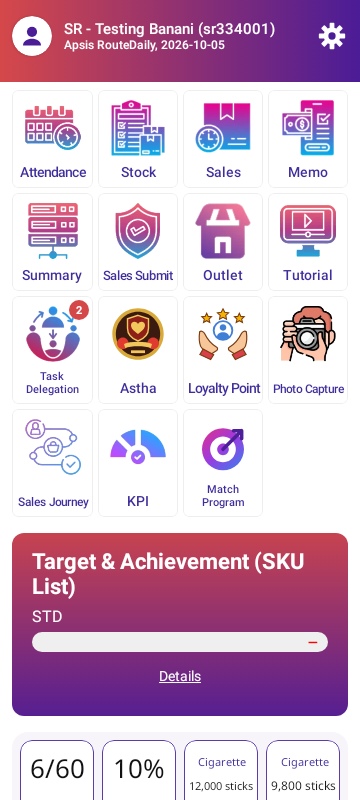 SR - Testing Banani (sr334001)
Apsis RouteDaily, 2026-10-05
Attendance
Stock
Sales
Memo
Summary
Sales Submit
Outlet
Tutorial
2
Task
Delegation
Astha
Loyalty Point
Photo Capture
Sales Journey
KPI
Match
Program
Target & Achievement (SKU
List)
STD
–
Details
6/60
10%
Cigarette
12,000 sticks
Cigarette
9,800 sticks